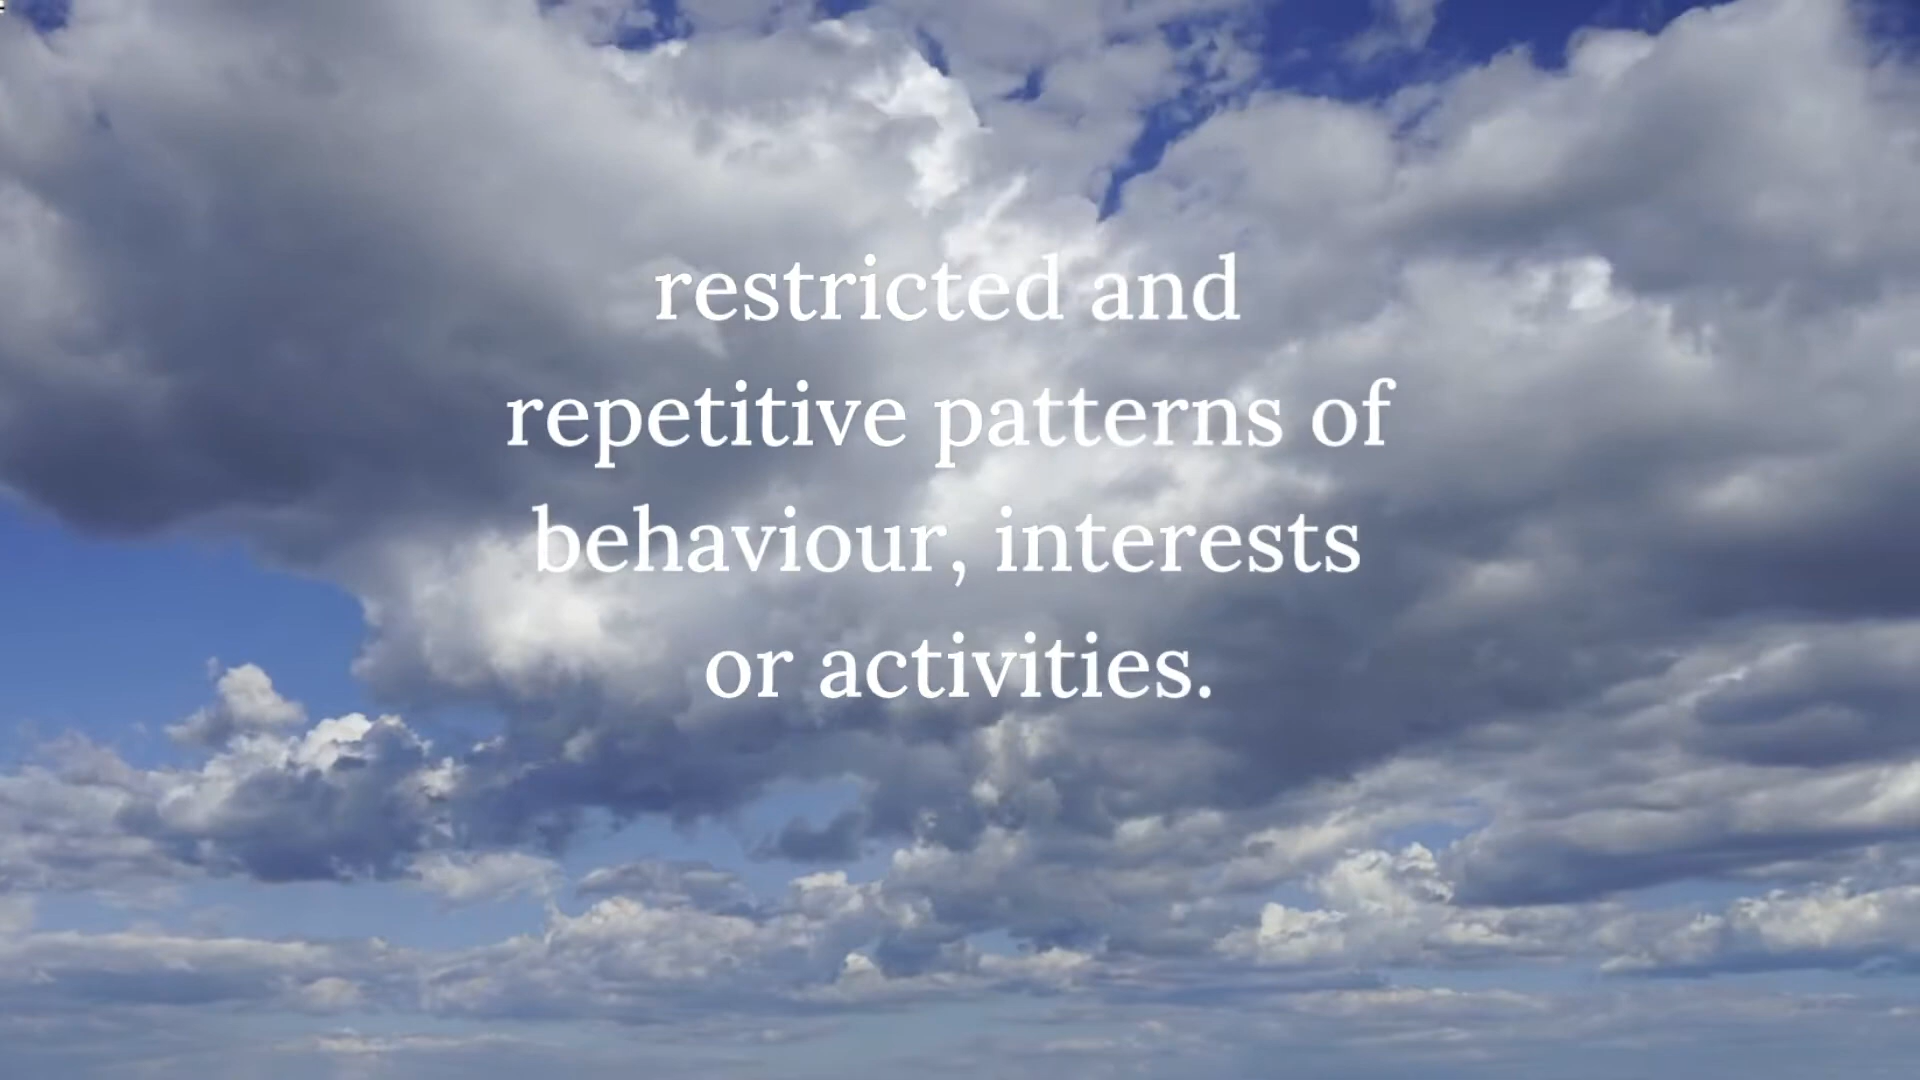 restricted and
repetitive patterns of
behaviour, interests
or activities.